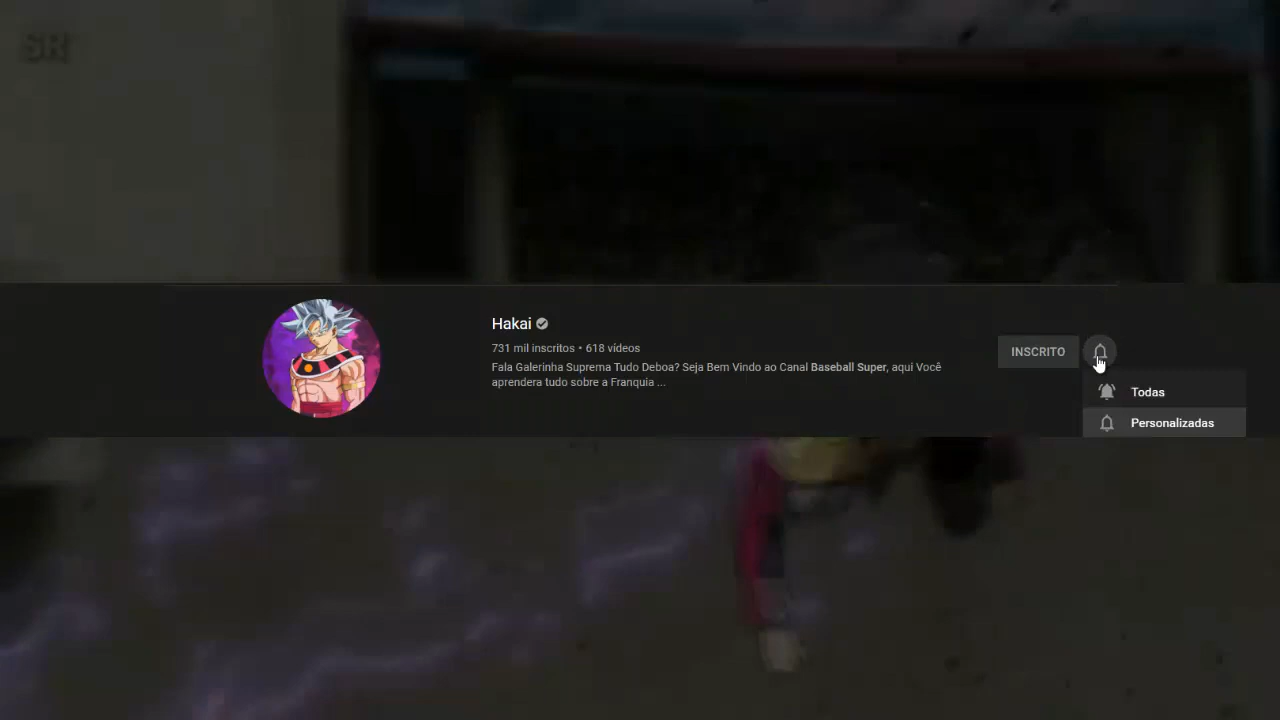 SR
Hakai
731 mil inscritos • 618 vídeos
Fala Galerinha Suprema Tudo Deboa? Seja Bem Vindo ao Canal Baseball Super, aqui Você
aprendera tudo sobre a Franquia ...
INSCRITO
Todas
Personalizadas